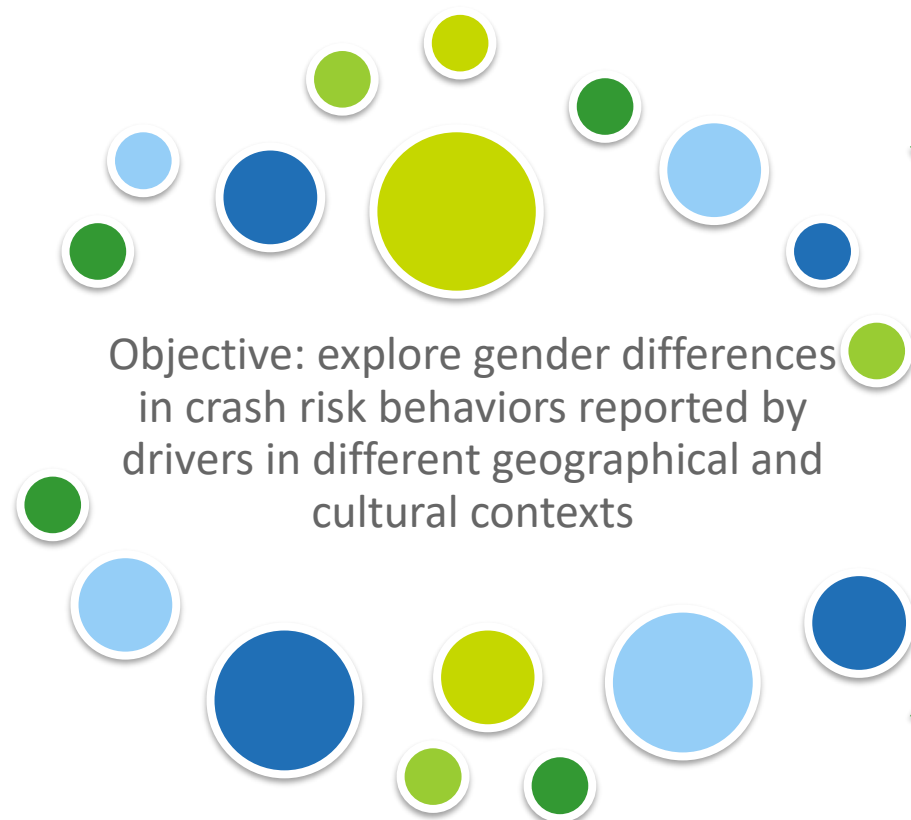 Objective: explore gender differences
in crash risk behaviors reported by
drivers in different geographical and
cultural contexts